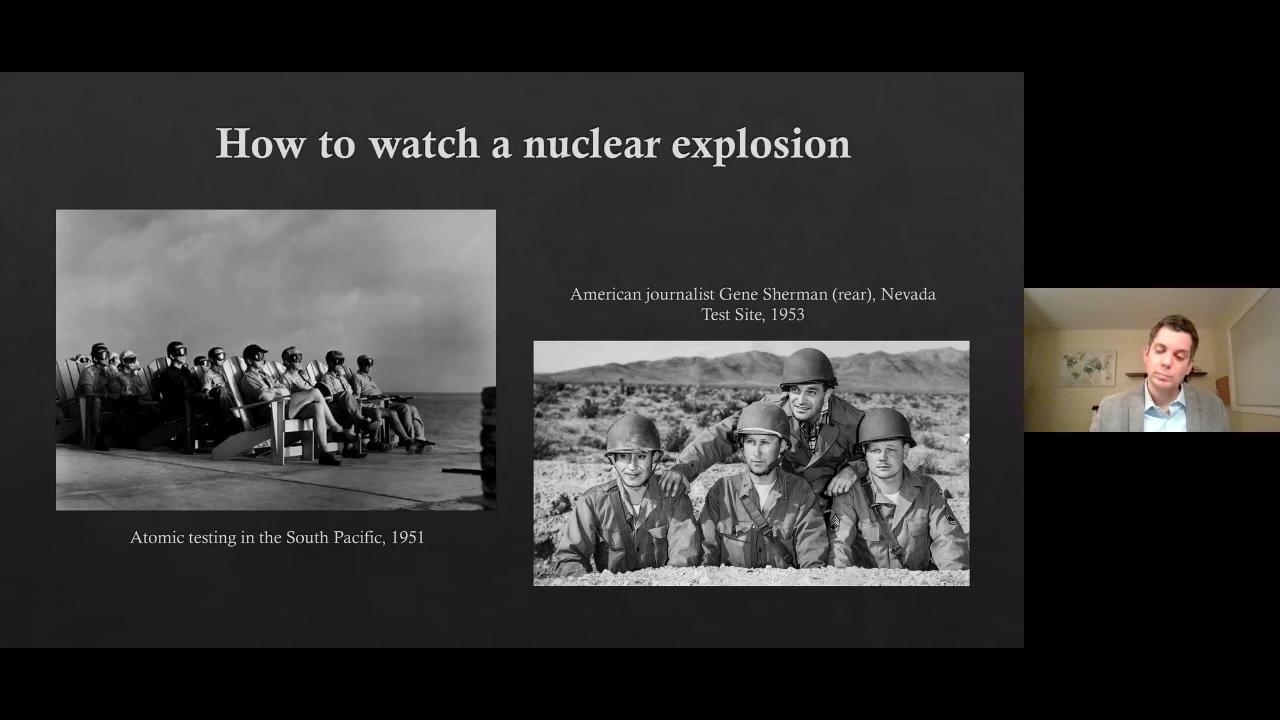 How to watch a nuclear explosion
American journalist Gene Sherman (rear), Nevada
Test Site, 1953
Atomic testing in the South Pacific, 1951